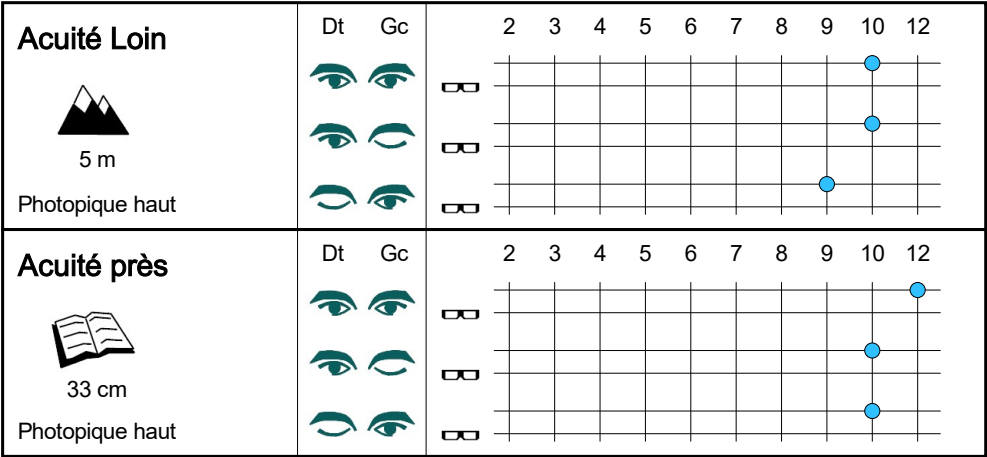 Acuité Loin
5 m
Photopique haut
Dt Gc
2 3 4 5 6 7 8 9 10 12
Acuité près
33 cm
Photopique haut
Dt Gc
2 3 4 5 6 7 8 9 10 12